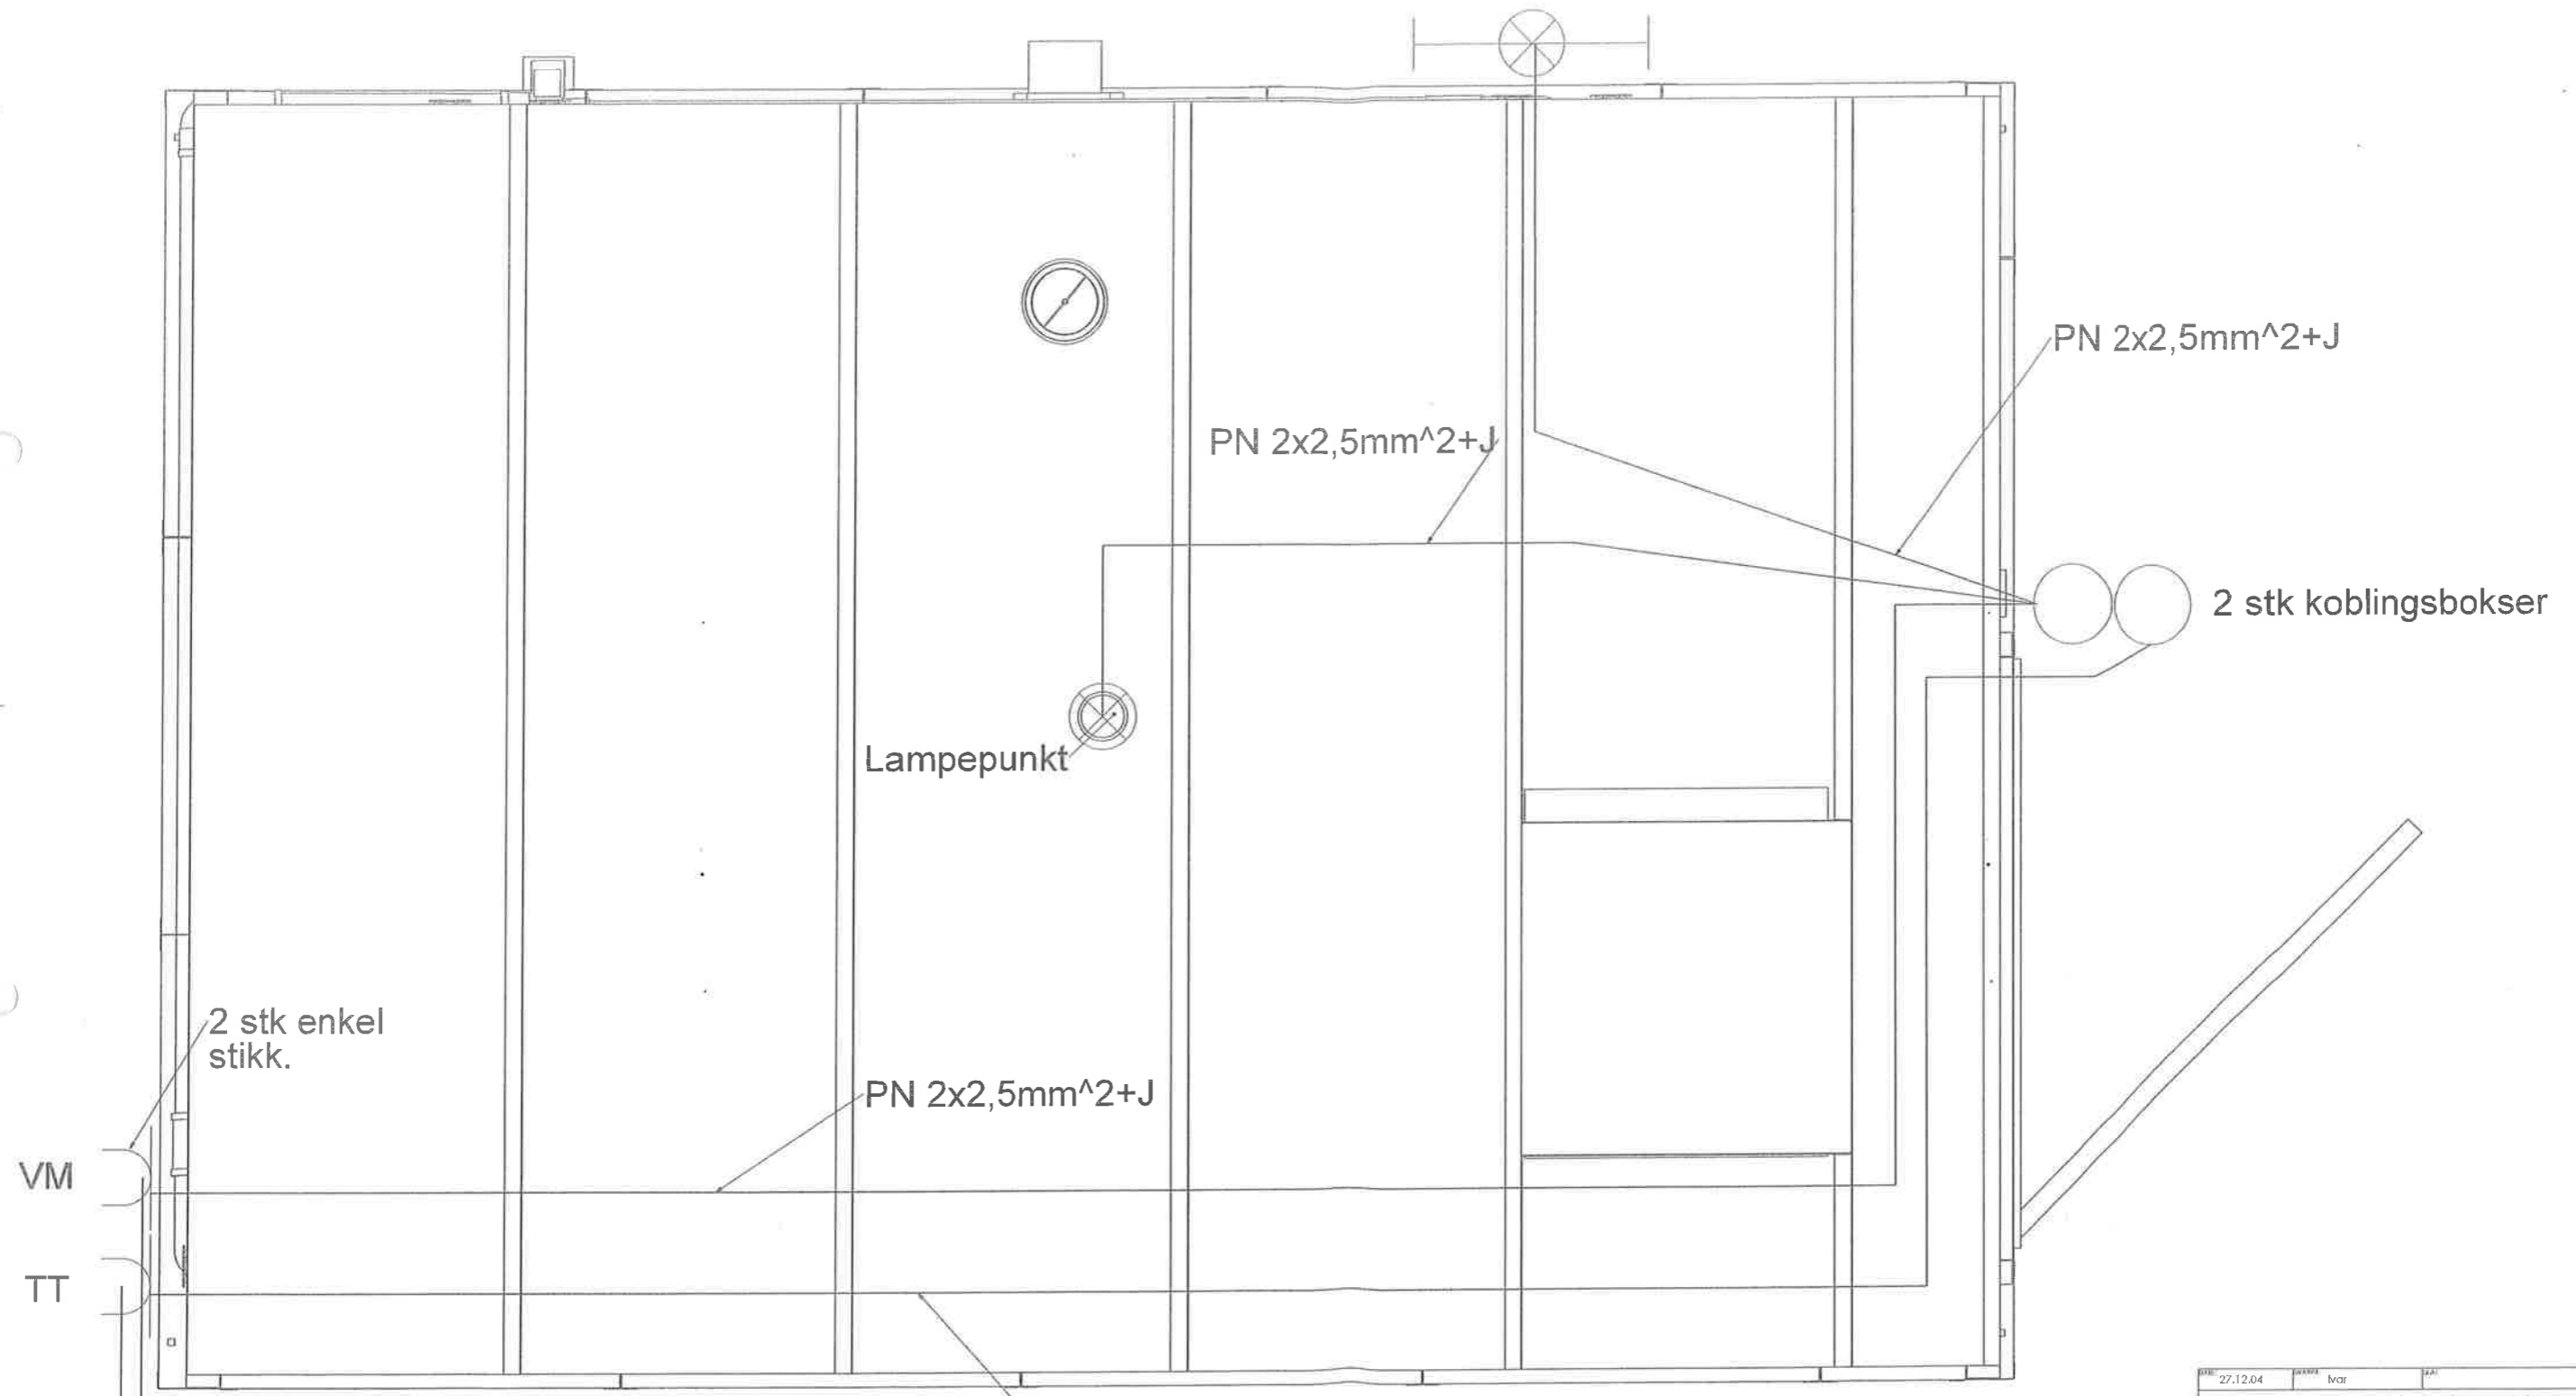 PN 2x2,5mm^2+J
PN 2x2,5mm^2+J
2 stk koblingsbokser
Lampepunkt
2 stk enkel
stikk.
PN 2x2,5mm^2+J
VM
TT
27.12.04
Ivar